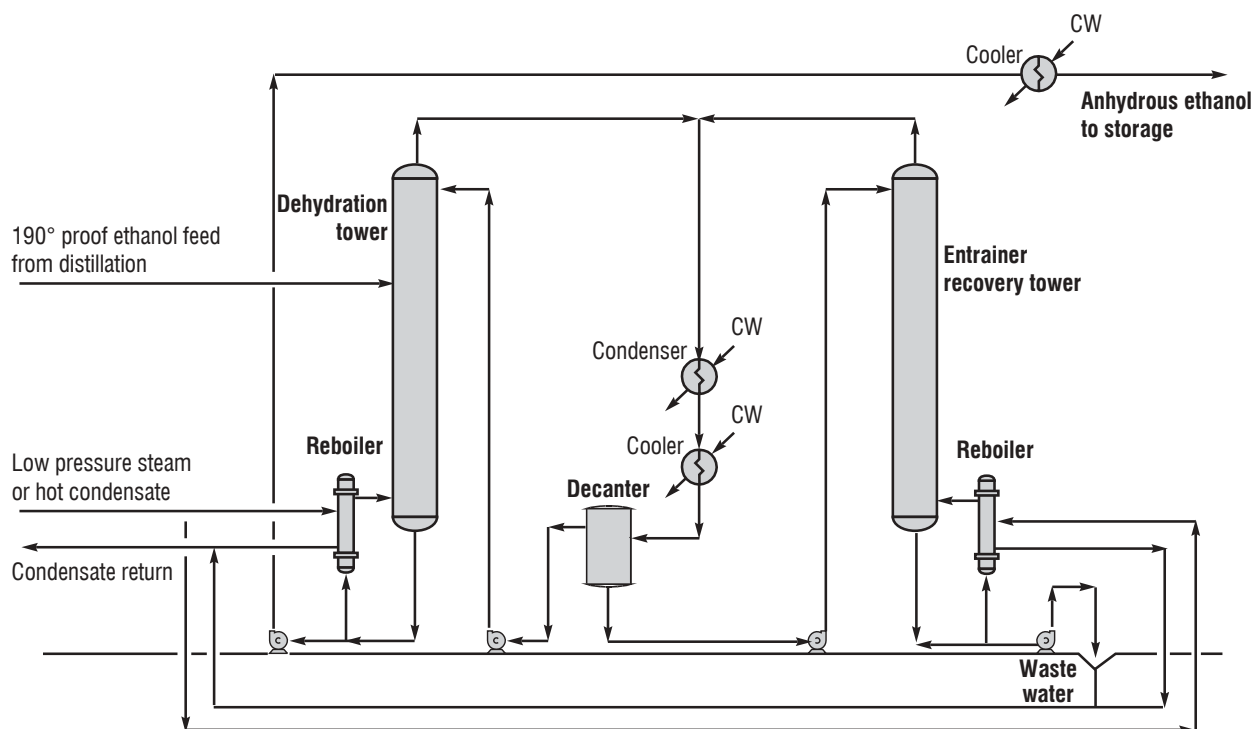 CW
Cooler
Anhydrous ethanol
to storage
Dehydration
tower
190° proof ethanol feed
from distillation
Entrainer
recovery tower
CW
Condenser
CW
Cooler
Reboiler
Reboiler
Low pressure steam
or hot condensate
Decanter
Condensate return
Waste
water